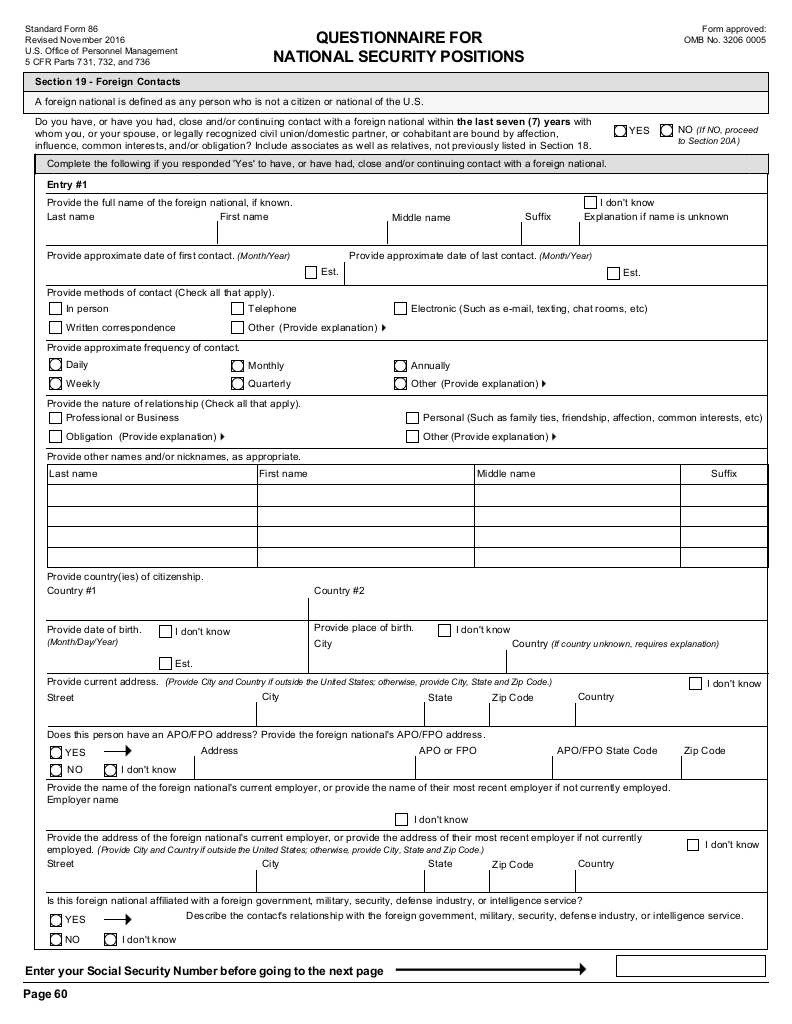 Standard Form 86
Revised November 2016
U.S. Office of Personnel Management
5 CFR Parts 731, 732, and 736
QUESTIONNAIRE FOR
NATIONAL SECURITY POSITIONS
Form approved:
OMB No. 3206 0005
Section 19 - Foreign Contacts
A foreign national is defined as any person who is not a citizen or national of the U.S.
Do you have, or have you had, close and/or continuing contact with a foreign national within the last seven (7) years with
whom you, or your spouse, or legally recognized civil union/domestic partner, or cohabitant are bound by affection,
influence, common interests, and/or obligation? Include associates as well as relatives, not previously listed in Section 18.
YES
NO (If NO, proceed
to Section 20A)
Complete the following if you responded 'Yes' to have, or have had, close and/or continuing contact with a foreign national.
Entry #1
Provide the full name of the foreign national, if known.
I don't know
Last name First name Middle name Suffix Explanation if name is unknown
Provide approximate date of first contact. (Month/Year) Provide approximate date of last contact. (Month/Year)
Est. Est.
Provide methods of contact (Check all that apply).
In person Telephone Electronic (Such as e-mail, texting, chat rooms, etc)
Written correspondence Other (Provide explanation)
Provide approximate frequency of contact.
Daily Monthly Annually
Weekly Quarterly Other (Provide explanation)
Provide the nature of relationship (Check all that apply).
Professional or Business Personal (Such as family ties, friendship, affection, common interests, etc)
Obligation (Provide explanation) Other (Provide explanation)
Provide other names and/or nicknames, as appropriate.
Last name First name Middle name Suffix
Provide country(ies) of citizenship.
Country #1 Country #2
Provide date of birth. I don't know Provide place of birth. I don't know
(Month/Day/Year) City Country (If country unknown, requires explanation)
Est.
Provide current address. (Provide City and Country if outside the United States; otherwise, provide City, State and Zip Code.) I don't know
Street City State Zip Code Country
Does this person have an APO/FPO address? Provide the foreign national's APO/FPO address.
YES Address APO or FPO APO/FPO State Code Zip Code
NO I don't know
Provide the name of the foreign national's current employer, or provide the name of their most recent employer if not currently employed.
Employer name
I don't know
Provide the address of the foreign national's current employer, or provide the address of their most recent employer if not currently
employed. (Provide City and Country if outside the United States; otherwise, provide City, State and Zip Code.)
I don't know
Street City State Zip Code Country
Is this foreign national affiliated with a foreign government, military, security, defense industry, or intelligence service?
YES Describe the contact's relationship with the foreign government, military, security, defense industry, or intelligence service.
NO I don't know
Enter your Social Security Number before going to the next page
Page 60